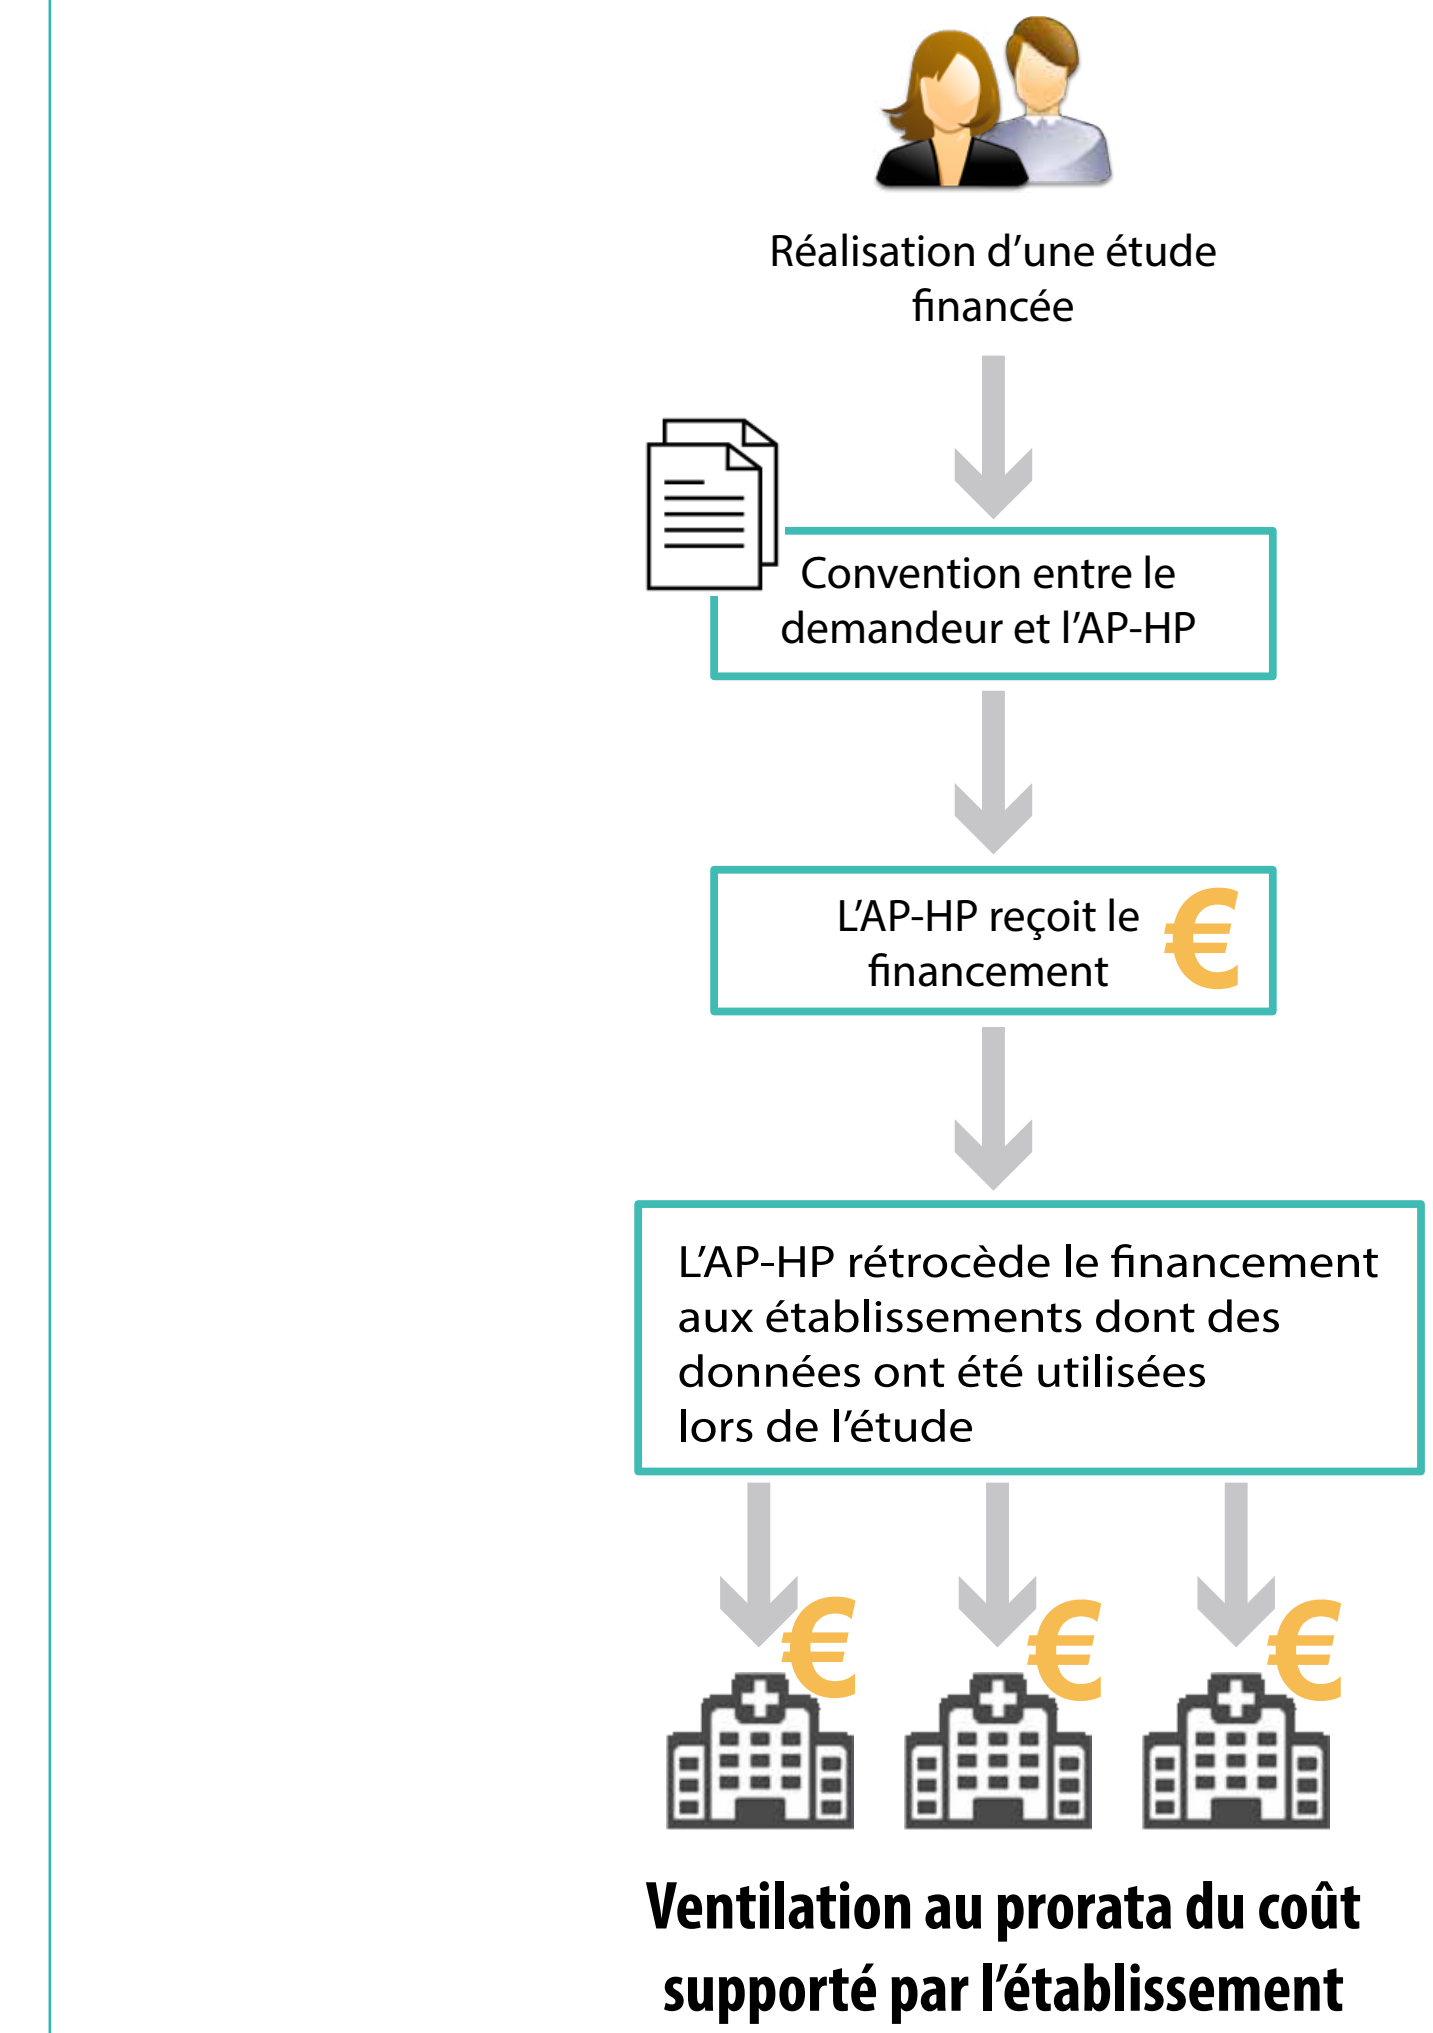 Réalisation d’une étude
financée
Convention entre le
demandeur et l’AP-HP
L’AP-HP reçoit le
financement
€
L’AP-HP rétrocède le financement
aux établissements dont des
données ont été utilisées
lors de l’étude
€ € €
Ventilation au prorata du coût
supporté par l’établissement